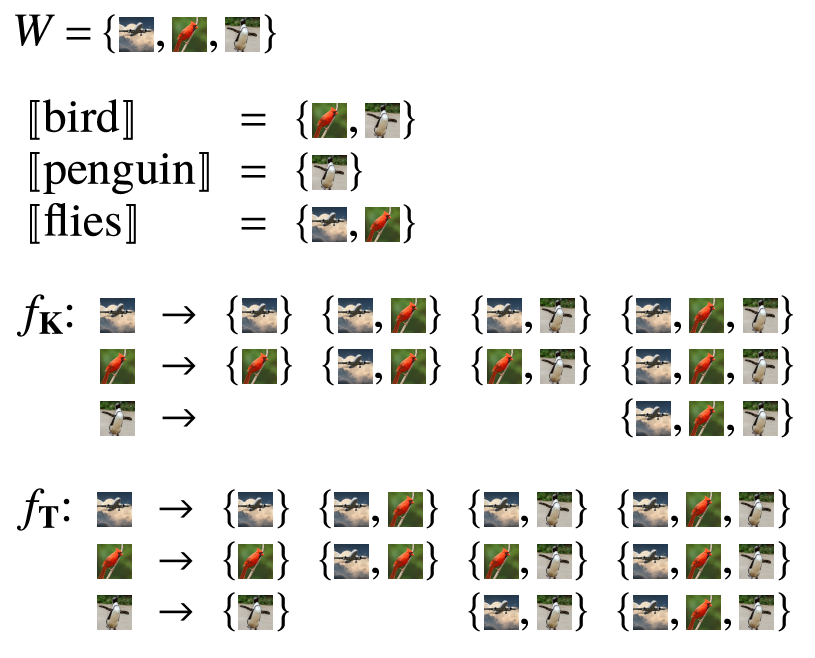 W = { , , }
⟦bird⟧ = { , }
⟦penguin⟧ = { }
⟦flies⟧ = { , }
f_K: → { } { , } { , } { , , }
→ { } { , } { , } { , , }
→ { , , }
f_T: → { } { , } { , } { , , }
→ { } { , } { , } { , , }
→ { } { , } { , , }